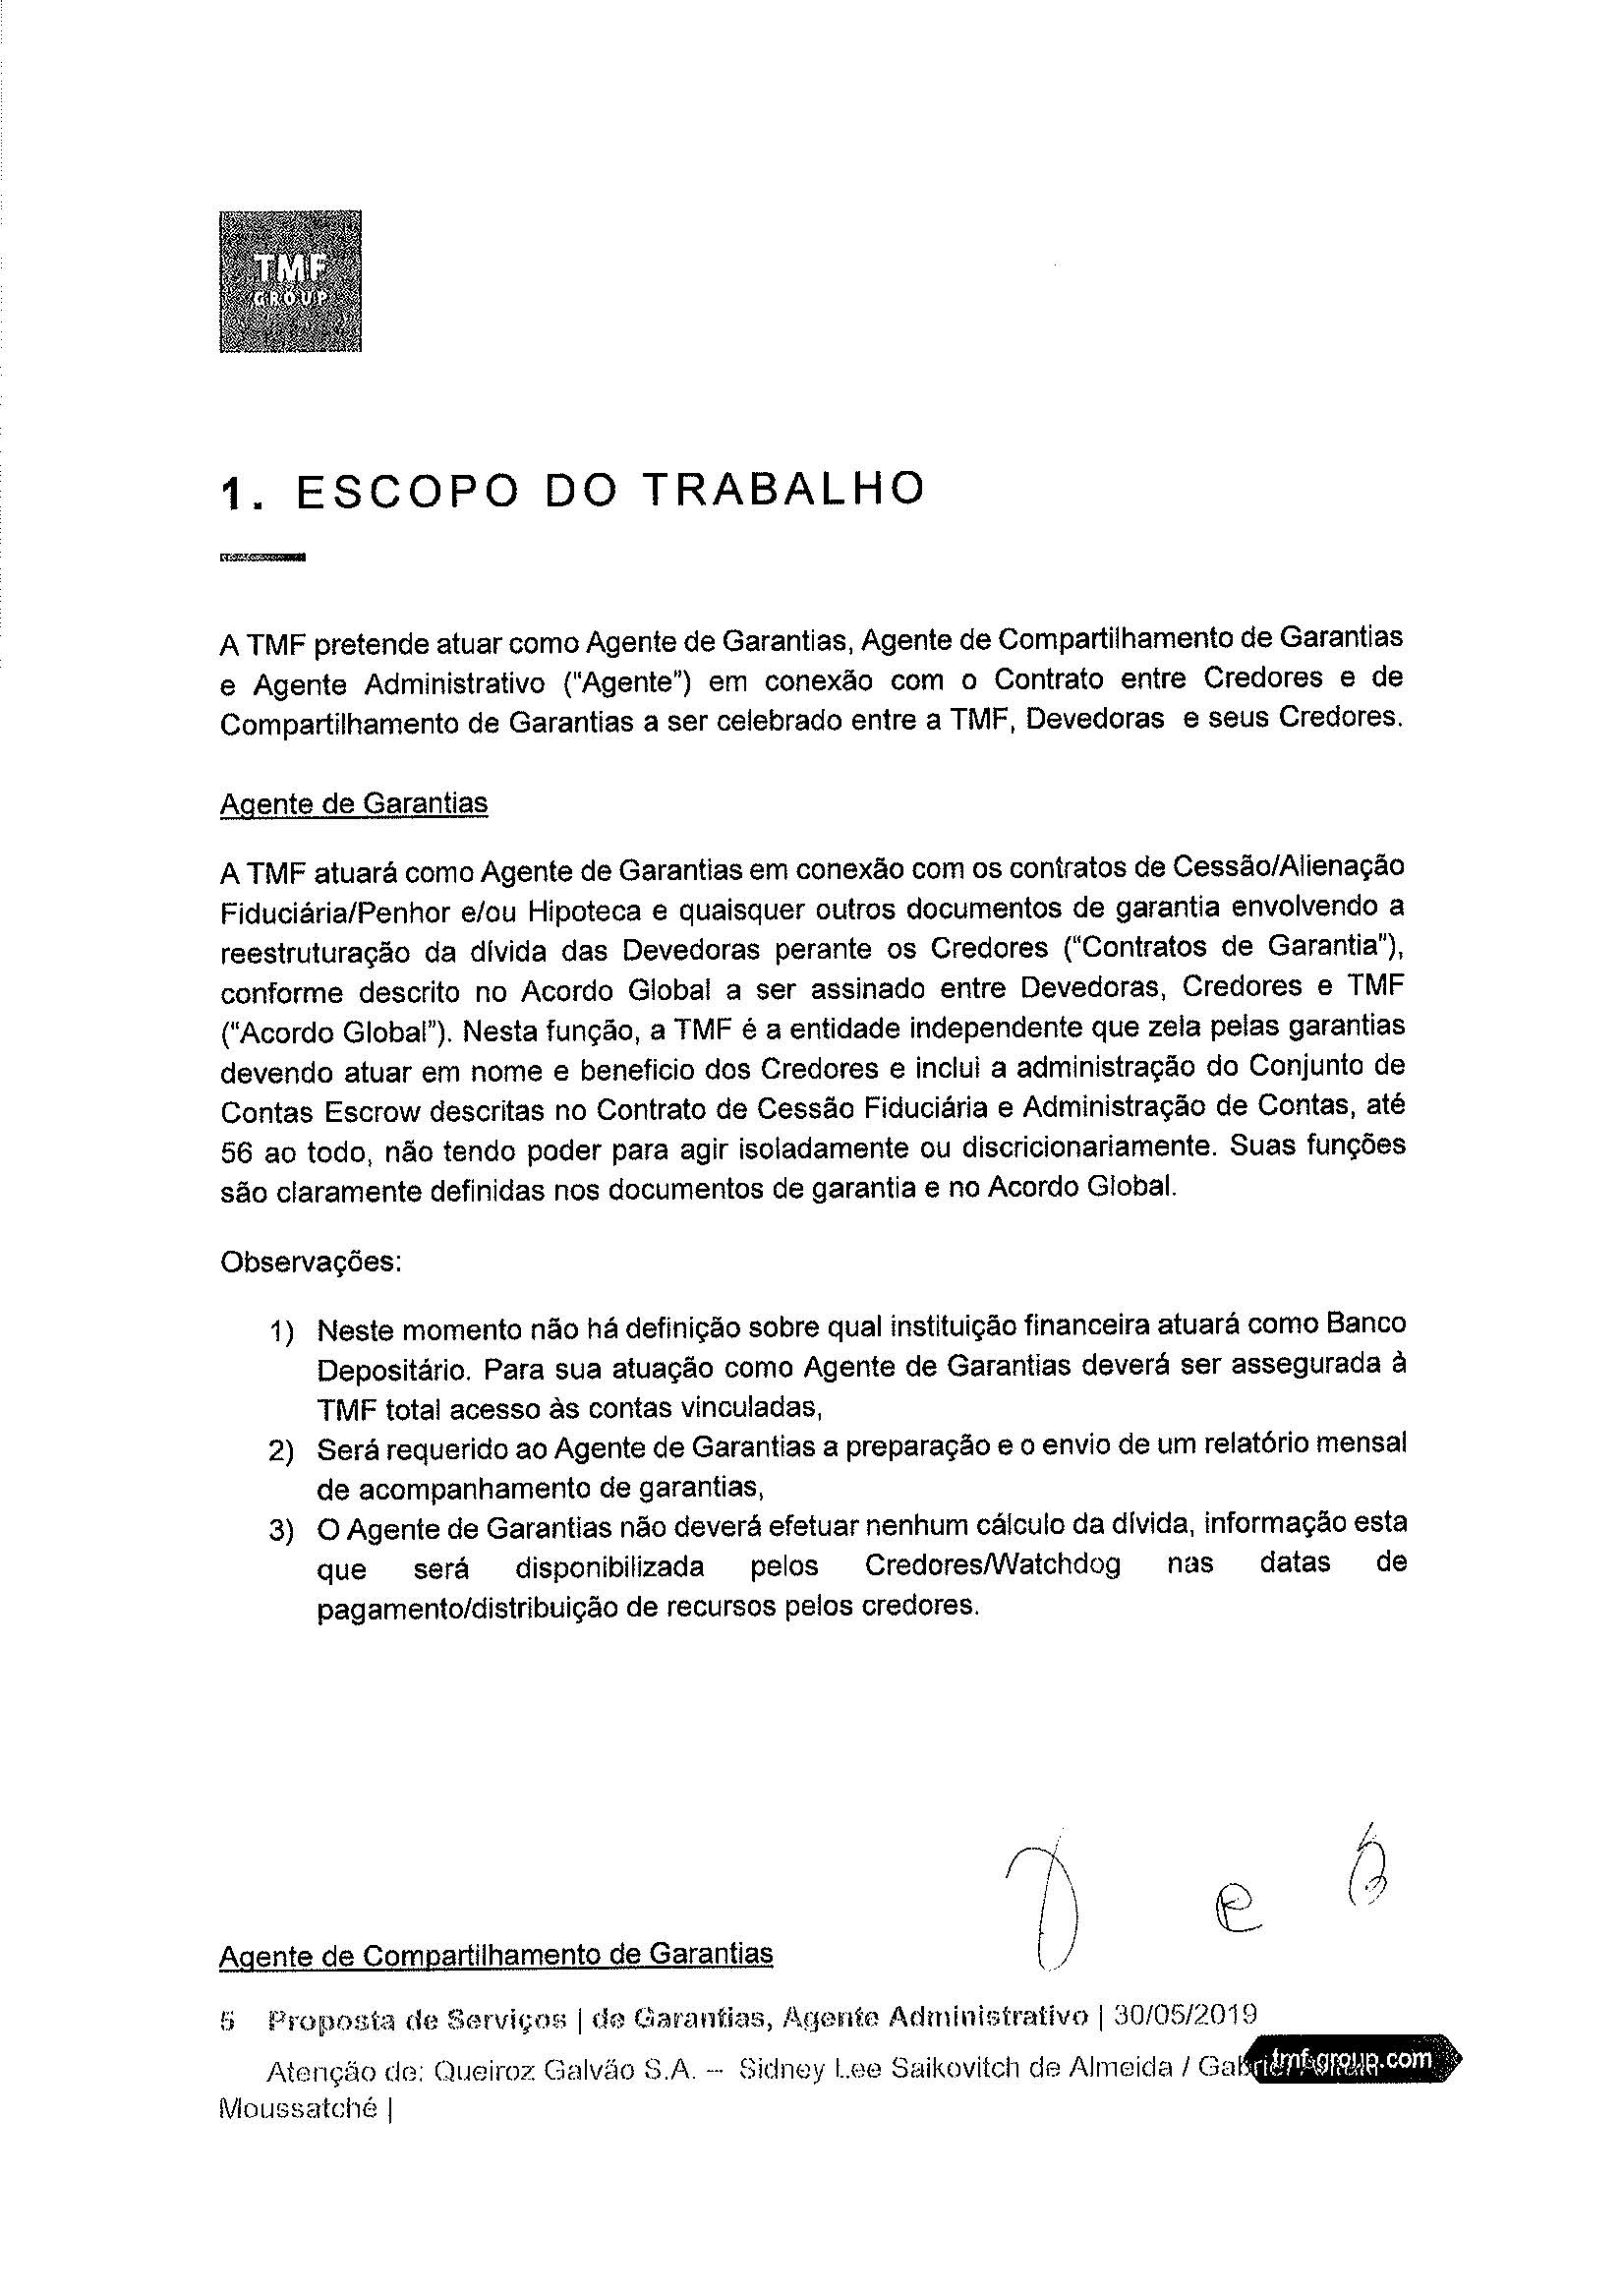 TMF
GROUP
1. ESCOPO DO TRABALHO
A TMF pretende atuar como Agente de Garantias, Agente de Compartilhamento de Garantias
e Agente Administrativo ("Agente") em conexão com o Contrato entre Credores e de
Compartilhamento de Garantias a ser celebrado entre a TMF, Devedoras e seus Credores.
Agente de Garantias
A TMF atuará como Agente de Garantias em conexão com os contratos de Cessão/Alienação
Fiduciária/Penhor e/ou Hipoteca e quaisquer outros documentos de garantia envolvendo a
reestruturação da dívida das Devedoras perante os Credores ("Contratos de Garantia"),
conforme descrito no Acordo Global a ser assinado entre Devedoras, Credores e TMF
("Acordo Global"). Nesta função, a TMF é a entidade independente que zela pelas garantias
devendo atuar em nome e beneficio dos Credores e inclui a administração do Conjunto de
Contas Escrow descritas no Contrato de Cessão Fiduciária e Administração de Contas, até
56 ao todo, não tendo poder para agir isoladamente ou discricionariamente. Suas funções
são claramente definidas nos documentos de garantia e no Acordo Global.
Observações:
1) Neste momento não há definição sobre qual instituição financeira atuará como Banco
Depositário. Para sua atuação como Agente de Garantias deverá ser assegurada à
TMF total acesso às contas vinculadas,
2) Será requerido ao Agente de Garantias a preparação e o envio de um relatório mensal
de acompanhamento de garantias,
3) O Agente de Garantias não deverá efetuar nenhum cálculo da dívida, informação esta
que será disponibilizada pelos Credores/Watchdog nas datas de
pagamento/distribuição de recursos pelos credores.
Agente de Compartilhamento de Garantias
5 Proposta de Serviços | de Garantias, Agente Administrativo | 30/05/2019
Atenção de: Queiroz Galvão S.A. – Sidney Lee Saikovitch de Almeida /
tmf-group.com
Moussatché |